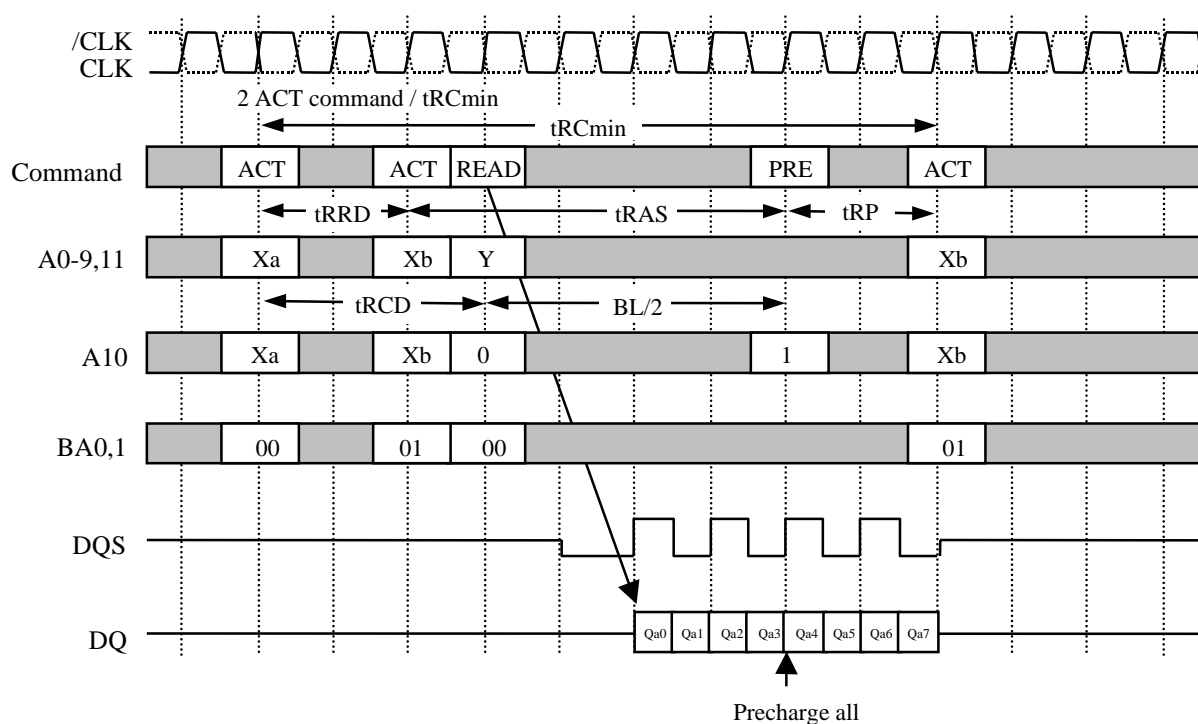 /CLK
CLK
2 ACT command / tRCmin
tRCmin
Command ACT ACT READ PRE ACT
tRRD tRAS tRP
A0-9,11 Xa Xb Y Xb
tRCD BL/2
A10 Xa Xb 0 1 Xb
BA0,1 00 01 00 01
DQS
DQ Qa0 Qa1 Qa2 Qa3 Qa4 Qa5 Qa6 Qa7
Precharge all